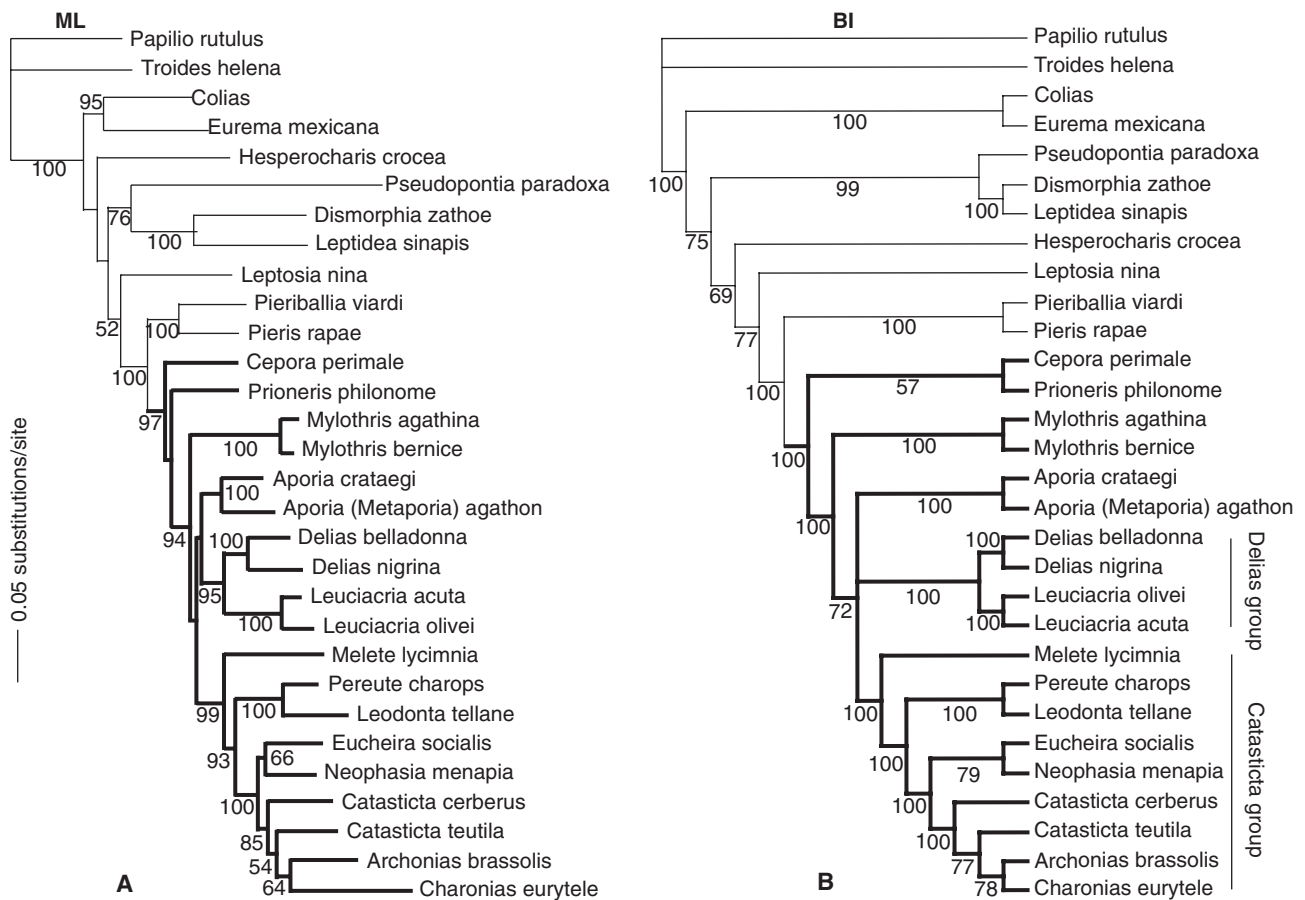 ML
Papilio rutulus
Troides helena
95
Colias
Eurema mexicana
100
Hesperocharis crocea
Pseudopontia paradoxa
76
Dismorphia zathoe
100
Leptidea sinapis
Leptosia nina
52
Pieriballia viardi
100
Pieris rapae
100
Cepora perimale
Prioneris philonome
97
Mylothris agathina
100
Mylothris bernice
Aporia crataegi
100
Aporia (Metaporia) agathon
94
100
Delias belladonna
Delias nigrina
95
Leuciacria acuta
100
Leuciacria olivei
Melete lycimnia
99
Pereute charops
100
Leodonta tellane
93
Eucheira socialis
66
Neophasia menapia
100
Catasticta cerberus
85
Catasticta teutila
54
Archonias brassolis
64
Charonias eurytele
0.05 substitutions/site
A
BI
Papilio rutulus
Troides helena
Colias
100
Eurema mexicana
Pseudopontia paradoxa
100
99
Dismorphia zathoe
100
Leptidea sinapis
75
Hesperocharis crocea
Leptosia nina
69
Pieriballia viardi
100
Pieris rapae
77
Cepora perimale
57
Prioneris philonome
100
Mylothris agathina
100
Mylothris bernice
100
Aporia crataegi
100
Aporia (Metaporia) agathon
100
100
Delias belladonna
Delias nigrina
100
Leuciacria olivei
72
100
Leuciacria acuta
Delias group
Melete lycimnia
Pereute charops
100
100
Leodonta tellane
Eucheira socialis
100
79
Neophasia menapia
100
Catasticta cerberus
100
Catasticta teutila
77
Archonias brassolis
78
Charonias eurytele
Catasticta group
B